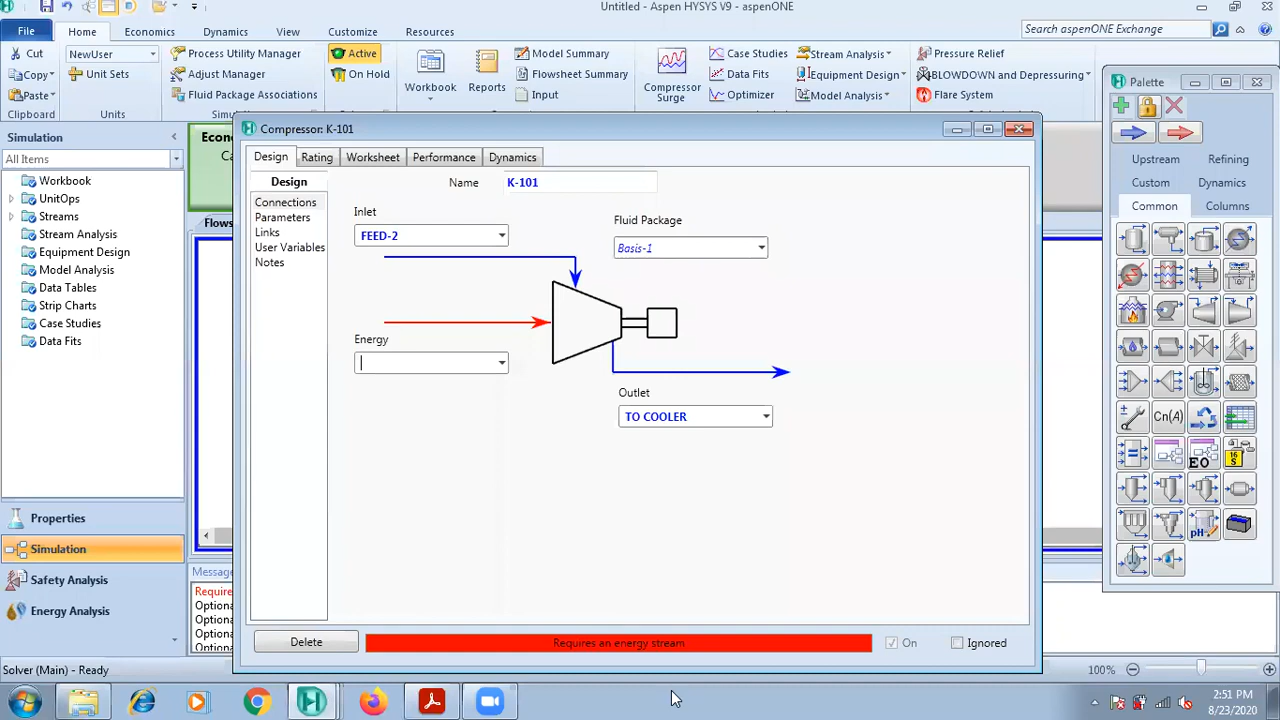 Untitled - Aspen HYSYS V9 - aspenONE
File
Home
Economics
Dynamics
View
Customize
Resources
Search aspenONE Exchange
Cut
Copy
Paste
Clipboard
NewUser
Unit Sets
Units
Process Utility Manager
Adjust Manager
Fluid Package Associations
Active
On Hold
Workbook
Reports
Model Summary
Flowsheet Summary
Input
Compressor
Surge
Case Studies
Data Fits
Optimizer
Stream Analysis
Equipment Design
Model Analysis
Pressure Relief
BLOWDOWN and Depressuring
Flare System
Simulation
All Items
Workbook
UnitOps
Streams
Stream Analysis
Equipment Design
Model Analysis
Data Tables
Strip Charts
Case Studies
Data Fits
Properties
Simulation
Safety Analysis
Energy Analysis
Solver (Main) - Ready
Compressor: K-101
Design
Rating
Worksheet
Performance
Dynamics
Design
Connections
Parameters
Links
User Variables
Notes
Name
K-101
Inlet
FEED-2
Fluid Package
Basis-1
Energy
Outlet
TO COOLER
Delete
Requires an energy stream
On
Ignored
Palette
Upstream
Refining
Custom
Dynamics
Common
Columns
Cn(A)
EO
16
S
pH
100%
2:51 PM
8/23/2020